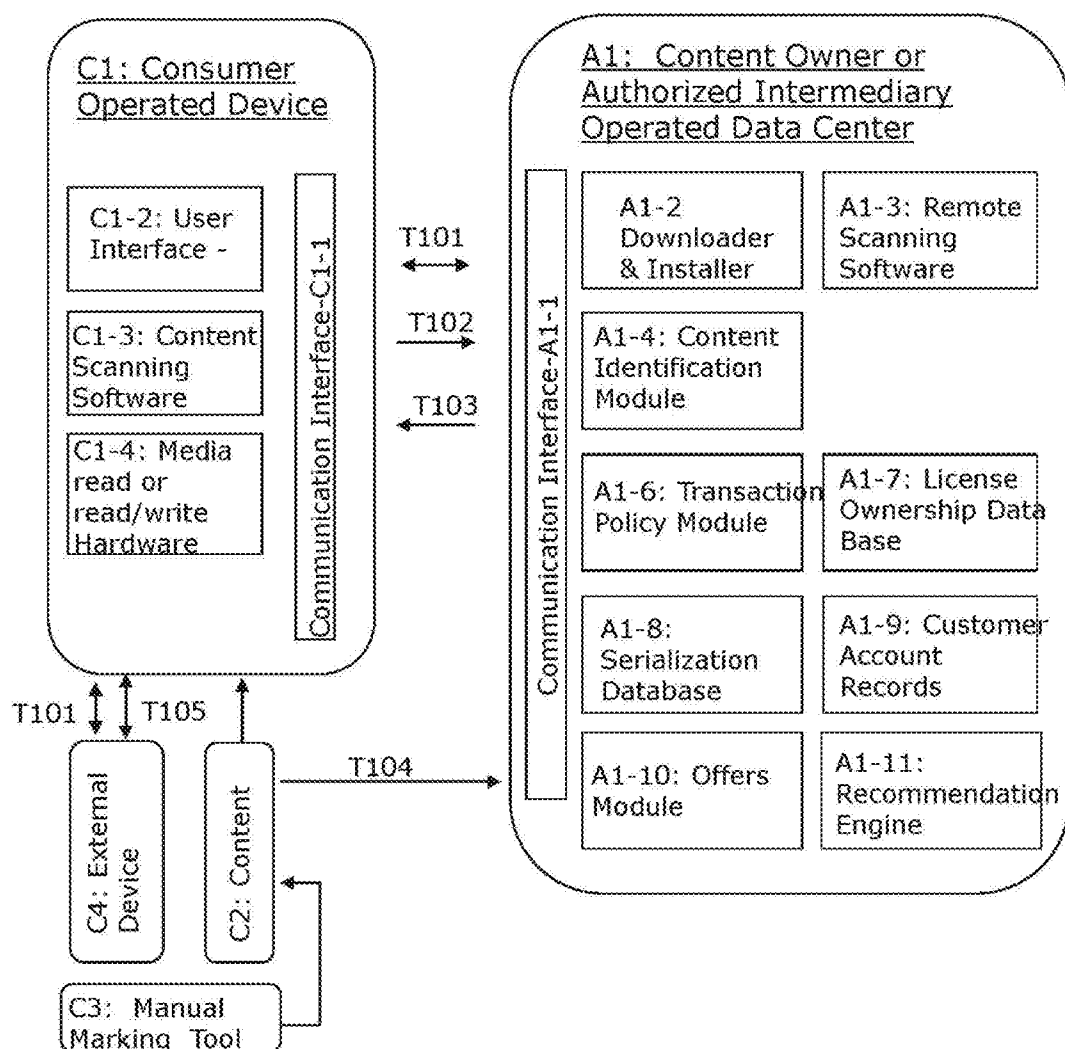 C1: Consumer
Operated Device
C1-2: User
Interface -
C1-3: Content
Scanning
Software
C1-4: Media
read or
read/write
Hardware
Communication Interface-C1-1
T101
T102
T103
A1: Content Owner or
Authorized Intermediary
Operated Data Center
Communication Interface-A1-1
A1-2
Downloader
& Installer
A1-3: Remote
Scanning
Software
A1-4: Content
Identification
Module
A1-6: Transaction
Policy Module
A1-7: License
Ownership Data
Base
A1-8:
Serialization
Database
A1-9: Customer
Account
Records
A1-10: Offers
Module
A1-11:
Recommendation
Engine
T101
T105
T104
C4: External
Device
C2: Content
C3: Manual
Marking Tool